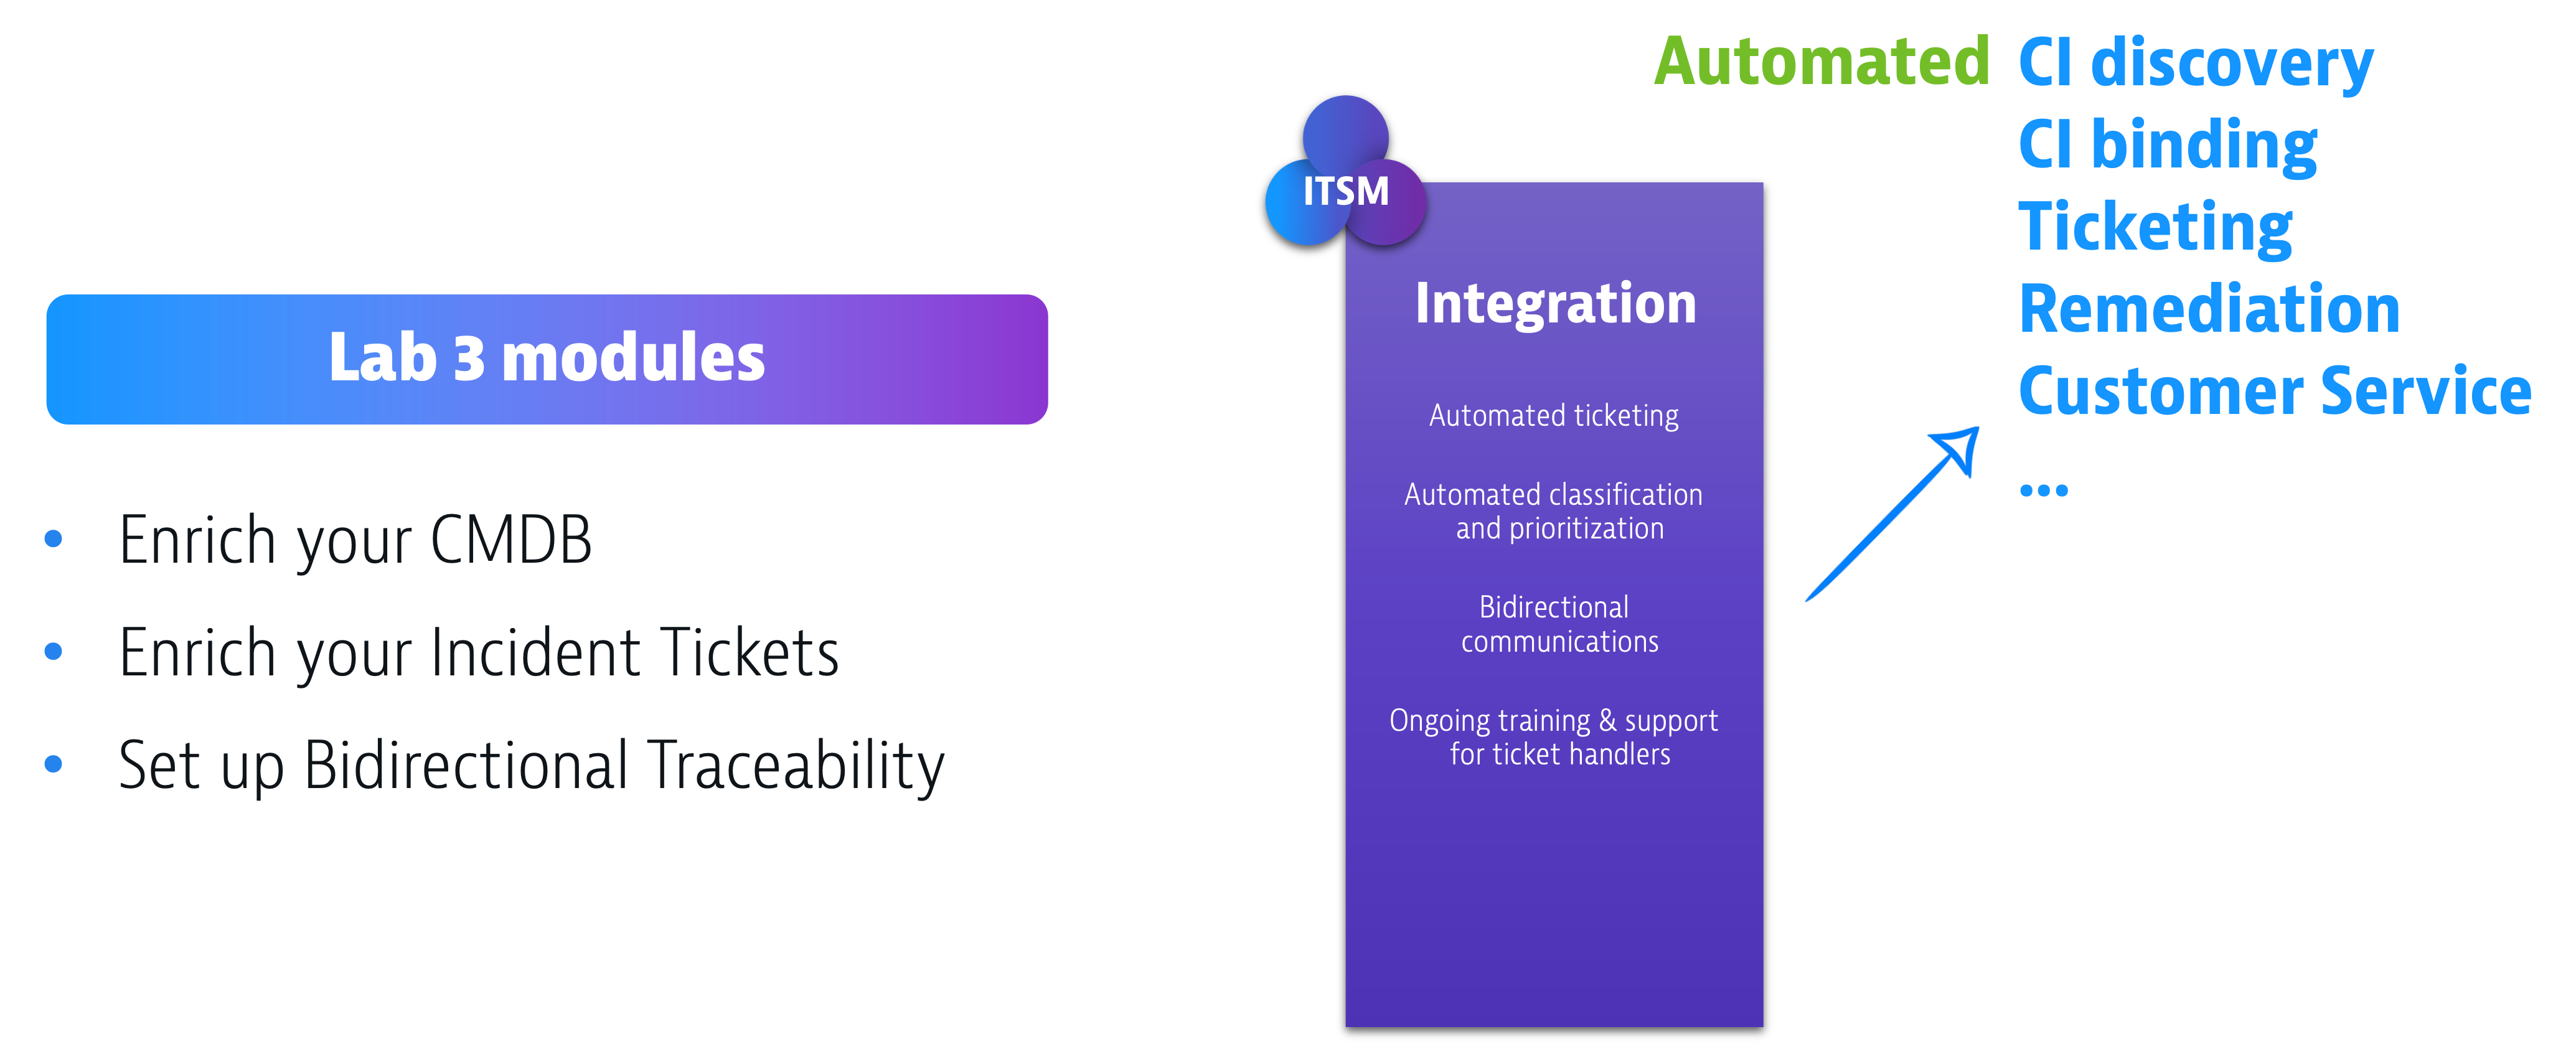 Lab 3 modules
• Enrich your CMDB
• Enrich your Incident Tickets
• Set up Bidirectional Traceability
ITSM
Integration
Automated ticketing
Automated classification
and prioritization
Bidirectional
communications
Ongoing training & support
for ticket handlers
Automated CI discovery
CI binding
Ticketing
Remediation
Customer Service
...